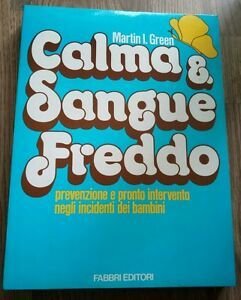 Martin I. Green
Calma &
Sangue
Freddo
prevenzione e pronto intervento
negli incidenti dei bambini
FABBRI EDITORI